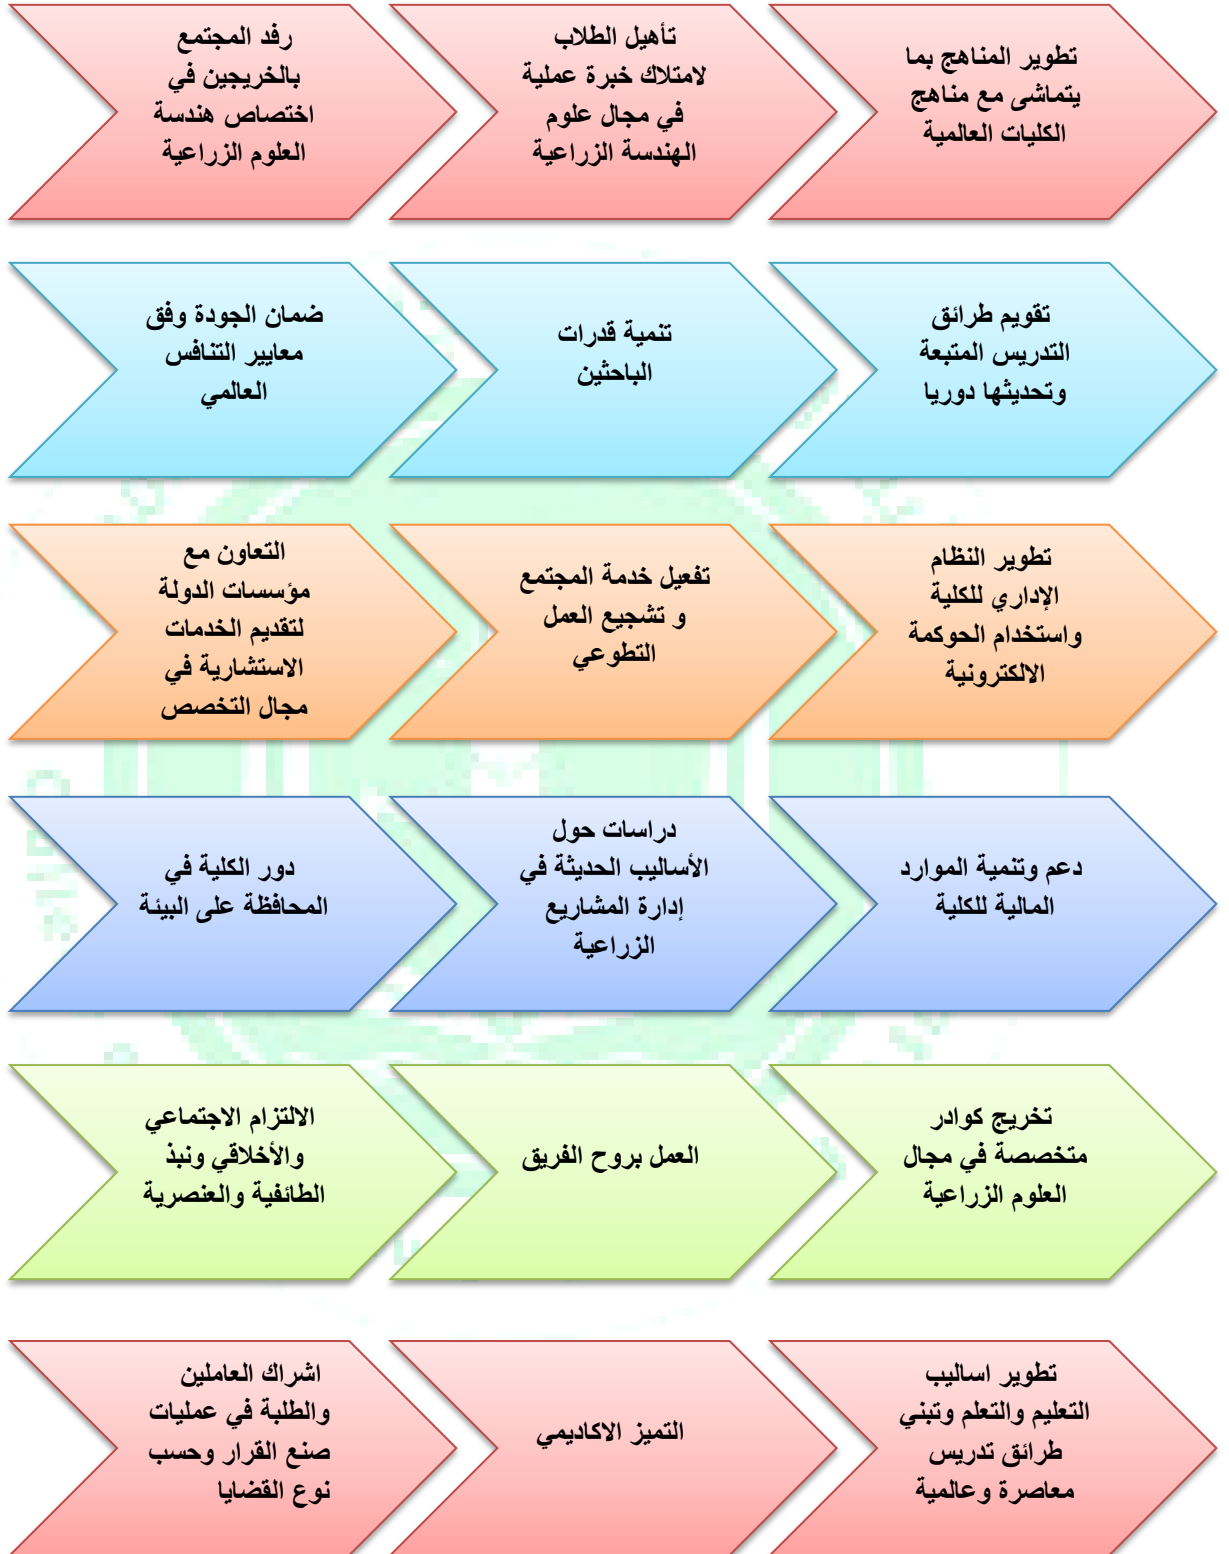 تطوير المناهج بما
يتماشى مع مناهج
الكليات العالمية
تأهيل الطلاب
لامتلاك خبرة عملية
في مجال علوم
الهندسة الزراعية
رفد المجتمع
بالخريجين في
اختصاص هندسة
العلوم الزراعية
تقويم طرائق
التدريس المتبعة
وتحديثها دوريا
تنمية قدرات
الباحثين
ضمان الجودة وفق
معايير التنافس
العالمي
تطوير النظام
الإداري للكلية
واستخدام الحوكمة
الالكترونية
تفعيل خدمة المجتمع
و تشجيع العمل
التطوعي
التعاون مع
مؤسسات الدولة
لتقديم الخدمات
الاستشارية في
مجال التخصص
دعم وتنمية الموارد
المالية للكلية
دراسات حول
الأساليب الحديثة في
إدارة المشاريع
الزراعية
دور الكلية في
المحافظة على البيئة
تخريج كوادر
متخصصة في مجال
العلوم الزراعية
العمل بروح الفريق
الالتزام الاجتماعي
والأخلاقي ونبذ
الطائفية والعنصرية
تطوير اساليب
التعليم والتعلم وتبني
طرائق تدريس
معاصرة وعالمية
التميز الاكاديمي
اشراك العاملين
والطلبة في عمليات
صنع القرار وحسب
نوع القضايا